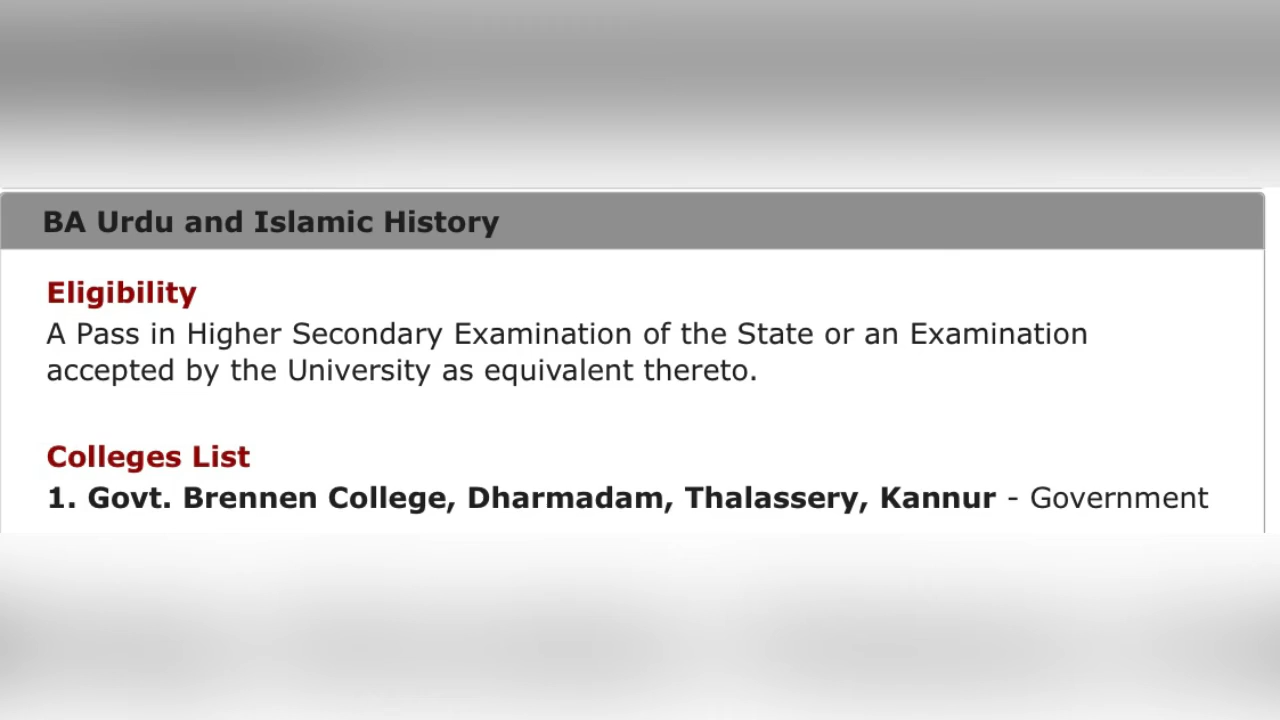 BA Urdu and Islamic History
Eligibility
A Pass in Higher Secondary Examination of the State or an Examination
accepted by the University as equivalent thereto.
Colleges List
1. Govt. Brennen College, Dharmadam, Thalassery, Kannur - Government